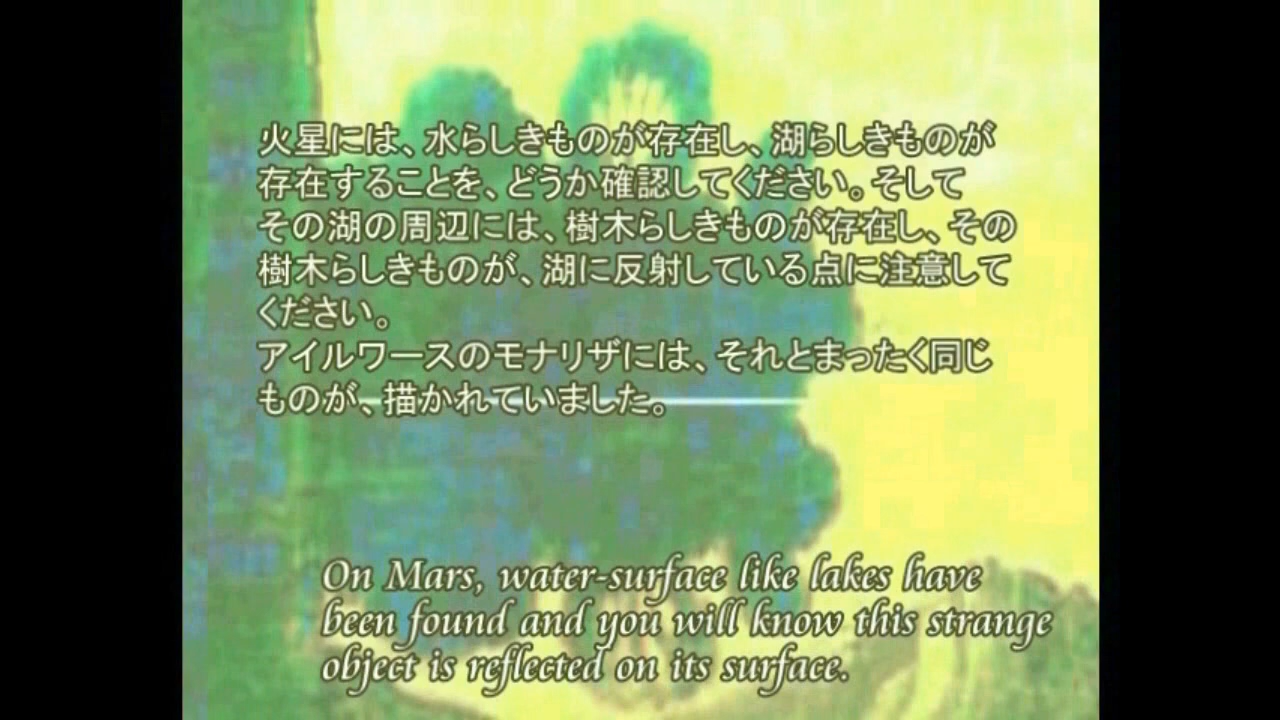 火星には、水らしきものが存在し、湖らしきものが
存在することを、どうか確認してください。そして
その湖の周辺には、樹木らしきものが存在し、その
樹木らしきものが、湖に反射している点に注意して
ください。
アイルワースのモナリザには、それとまったく同じ
ものが、描かれていました。
On Mars, water-surface like lakes have
been found and you will know this strange
object is reflected on its surface.